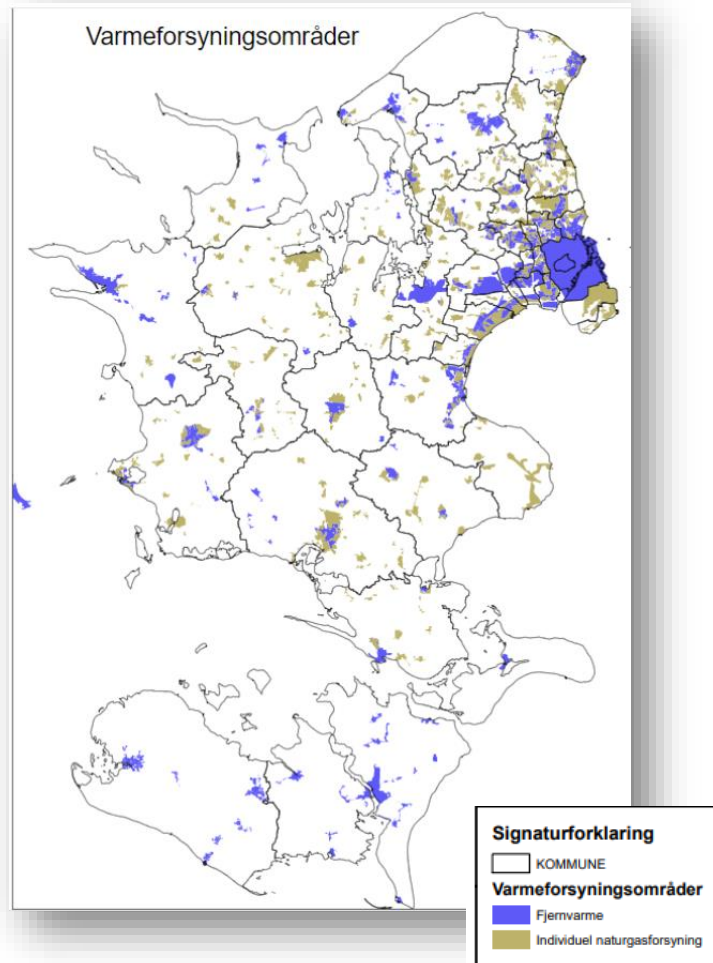 Varmeforsyningsområder
Signaturforklaring
KOMMUNE
Varmeforsyningsområder
Fjernvarme
Individuel naturgasforsyning